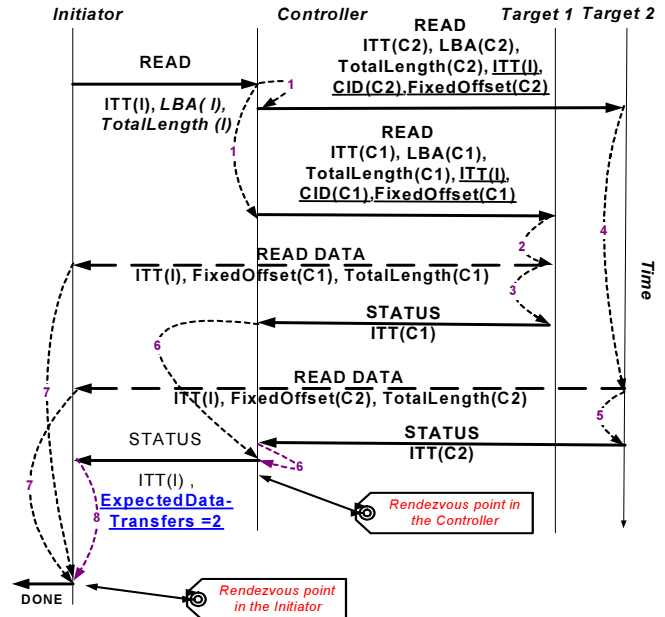 Initiator
Controller
Target 1
Target 2
READ
ITT(I), LBA( I),
TotalLength (I)
READ
ITT(C2), LBA(C2),
TotalLength(C2), ITT(I),
CID(C2),FixedOffset(C2)
1
1
READ
ITT(C1), LBA(C1),
TotalLength(C1), ITT(I),
CID(C1),FixedOffset(C1)
2
4
READ DATA
ITT(I), FixedOffset(C1), TotalLength(C1)
3
Time
STATUS
ITT(C1)
6
7
READ DATA
ITT(I), FixedOffset(C2), TotalLength(C2)
5
STATUS
ITT(C2)
STATUS
ITT(I) ,
ExpectedData-
Transfers =2
6
7
8
Rendezvous point in
the Controller
DONE
Rendezvous point
in the Initiator